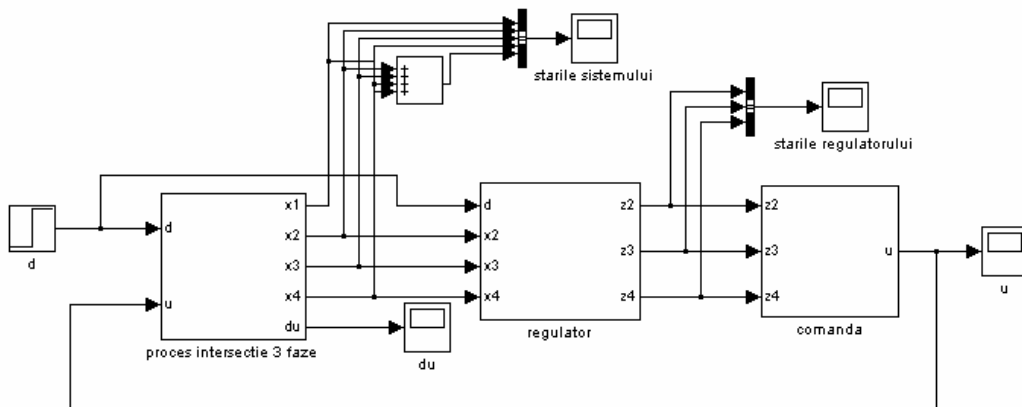 +
+
+
+
starile sistemului
starile regulatorului
d
d
u
x1
x2
x3
x4
du
proces intersectie 3 faze
du
d
x2
x3
x4
z2
z3
z4
regulator
z2
z3
z4
u
comanda
u